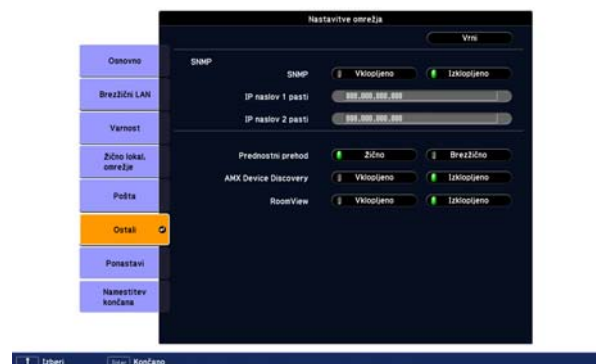 Nastavitve omrežja
Vrni
Osnovno
Brezžični LAN
Varnost
Žično lokal.
omrežje
Pošta
Ostali
Ponastavi
Namestitev
končana
SNMP
SNMP Vklopljeno Izklopljeno
IP naslov 1 pasti
IP naslov 2 pasti
Prednostni prehod Žično Brezžično
AMX Device Discovery Vklopljeno Izklopljeno
RoomView Vklopljeno Izklopljeno
Izberi Enter Končano